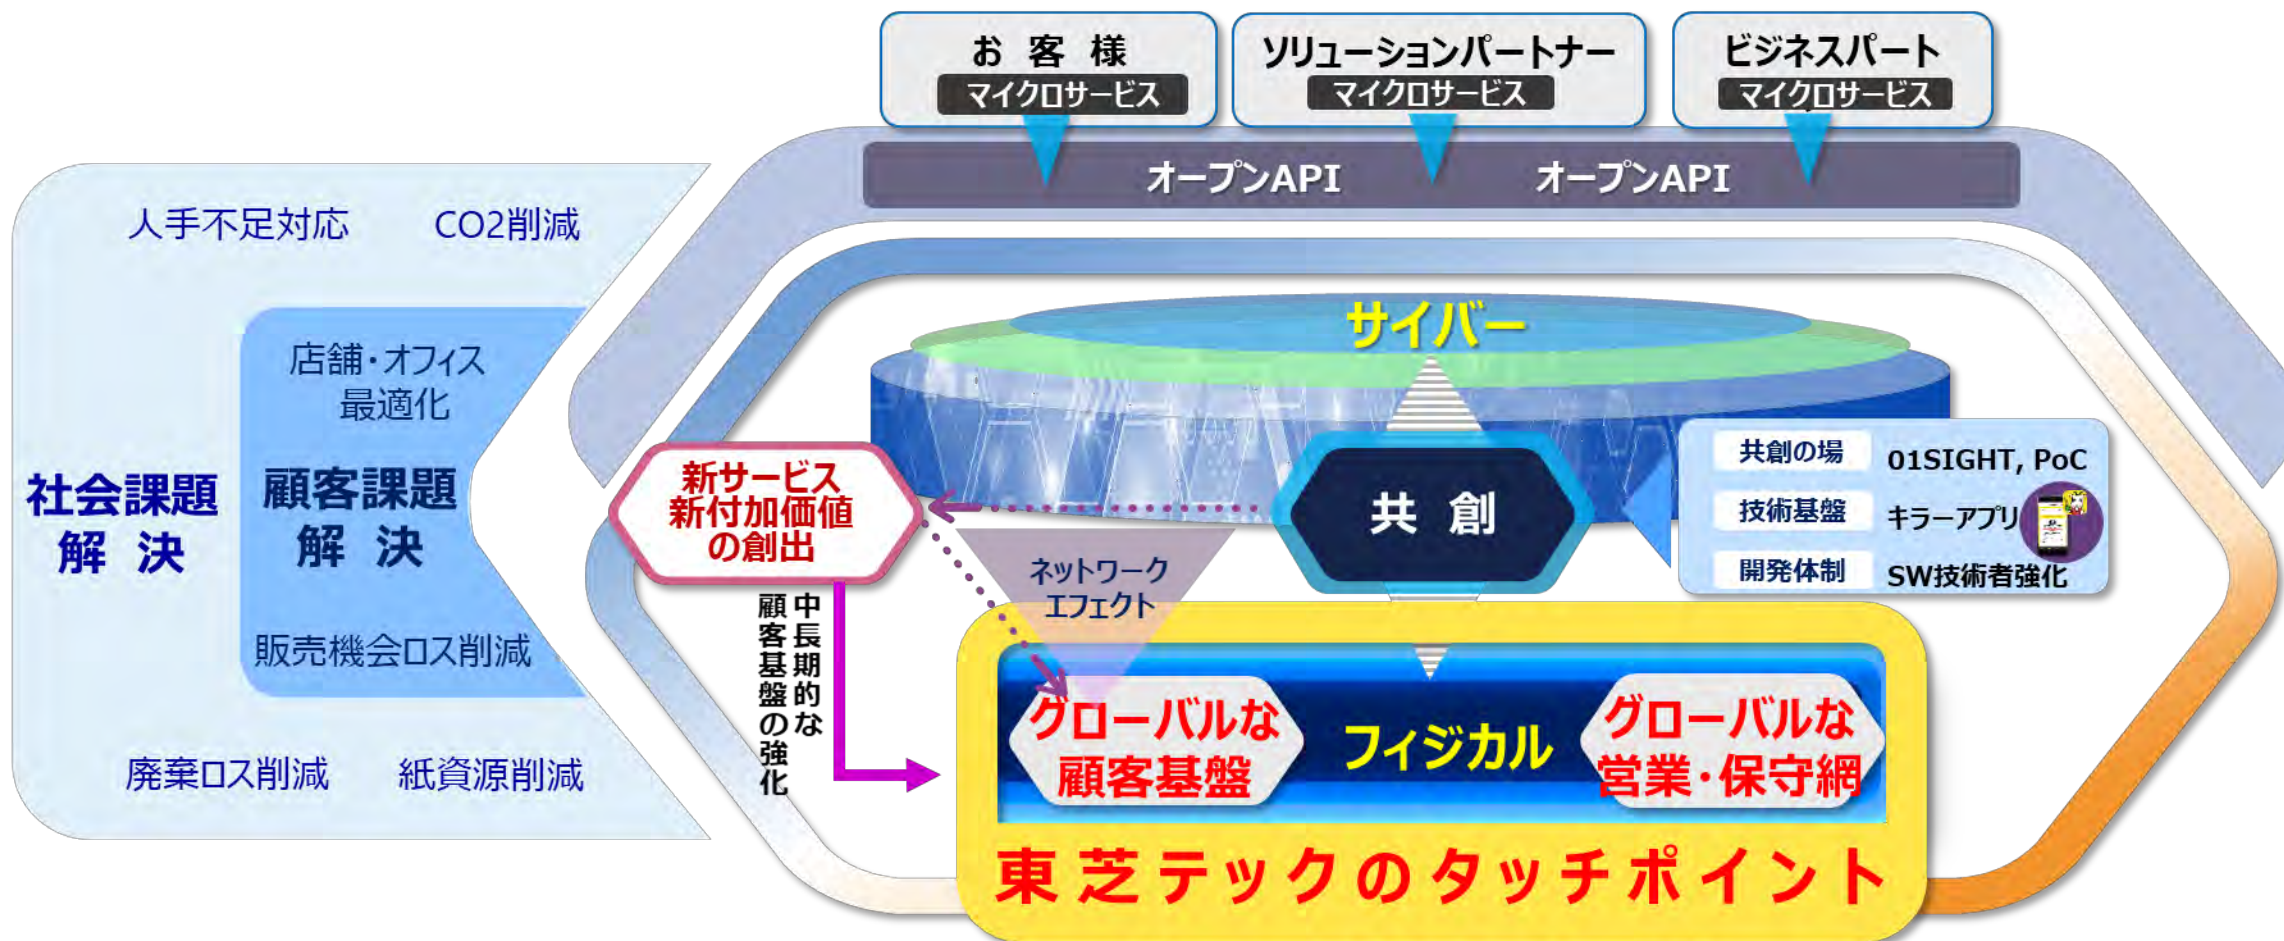 お 客 様
マイクロサービス
ソリューションパートナー
マイクロサービス
ビジネスパート
マイクロサービス
オープンAPI
オープンAPI
人手不足対応
CO2削減
店舗・オフィス
最適化
社会課題
解 決
顧客課題
解 決
販売機会ロス削減
廃棄ロス削減
紙資源削減
サイバー
新サービス
新付加価値
の創出
共 創
共創の場
01SIGHT, PoC
技術基盤
キラーアプリ
開発体制
SW技術者強化
ネットワーク
エフェクト
中長期的な
顧客基盤の強化
グローバルな
顧客基盤
フィジカル
グローバルな
営業・保守網
東芝テックのタッチポイント